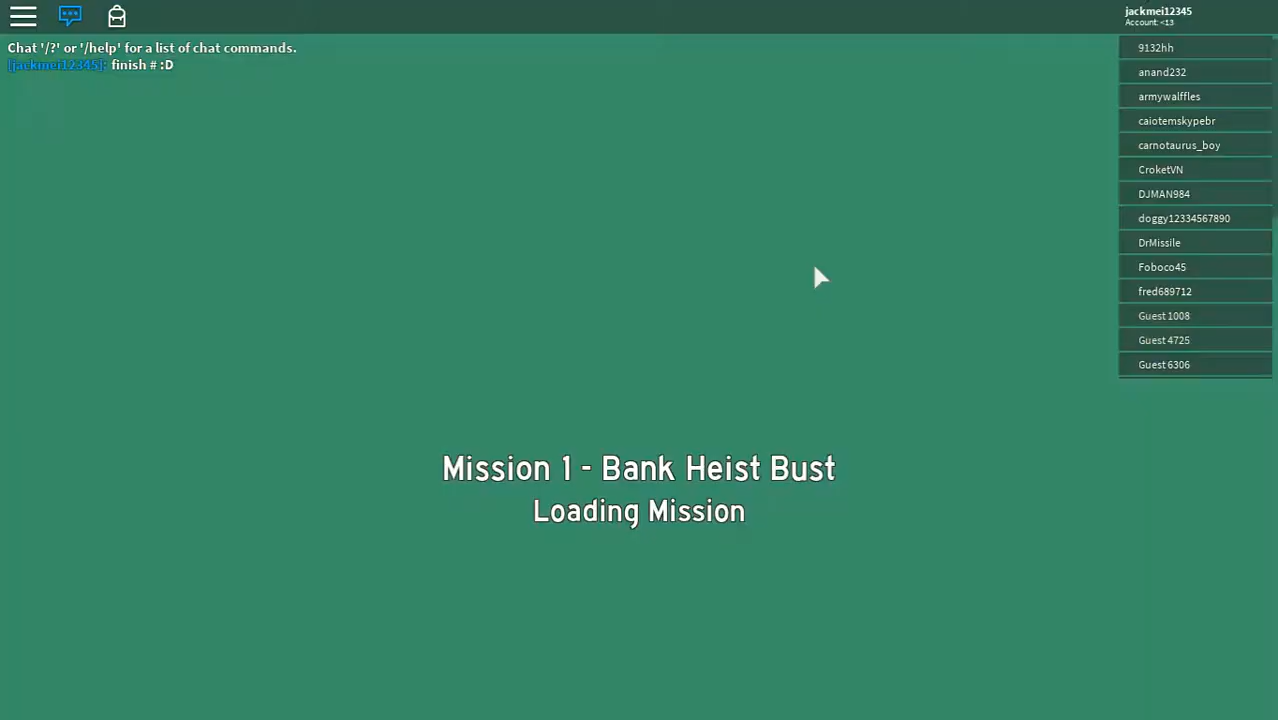 jackmei12345
Account: <13
Chat '/?' or '/help' for a list of chat commands.
[jackmei12345]: finish # :D
9132hh
anand232
armywalffles
caiotemskypebr
carnotaurus_boy
CroketVN
DJMAN984
doggy12334567890
DrMissile
Foboco45
fred689712
Guest 1008
Guest 4725
Guest 6306
Mission 1 - Bank Heist Bust
Loading Mission